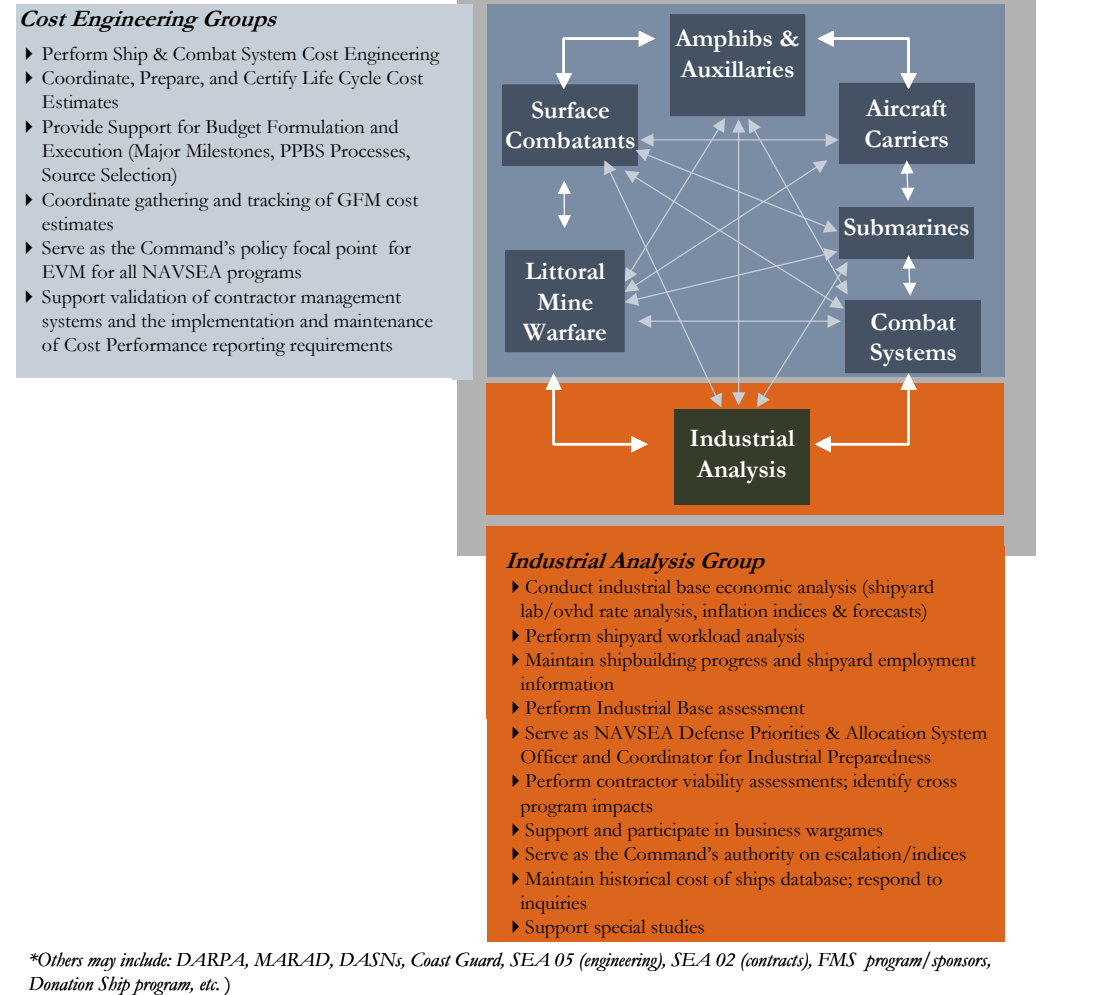 Cost Engineering Groups
Perform Ship & Combat System Cost Engineering
Coordinate, Prepare, and Certify Life Cycle Cost
Estimates
Provide Support for Budget Formulation and
Execution (Major Milestones, PPBS Processes,
Source Selection)
Coordinate gathering and tracking of GFM cost
estimates
Serve as the Command's policy focal point for
EVM for all NAVSEA programs
Support validation of contractor management
systems and the implementation and maintenance
of Cost Performance reporting requirements
Amphibs &
Auxillaries
Surface
Combatants
Aircraft
Carriers
Submarines
Littoral
Mine
Warfare
Combat
Systems
Industrial
Analysis
Industrial Analysis Group
Conduct industrial base economic analysis (shipyard
lab/ovhd rate analysis, inflation indices & forecasts)
Perform shipyard workload analysis
Maintain shipbuilding progress and shipyard employment
information
Perform Industrial Base assessment
Serve as NAVSEA Defense Priorities & Allocation System
Officer and Coordinator for Industrial Preparedness
Perform contractor viability assessments; identify cross
program impacts
Support and participate in business wargames
Serve as the Command's authority on escalation/indices
Maintain historical cost of ships database; respond to
inquiries
Support special studies
*Others may include: DARPA, MARAD, DASNs, Coast Guard, SEA 05 (engineering), SEA 02 (contracts), FMS program/sponsors,
Donation Ship program, etc. )